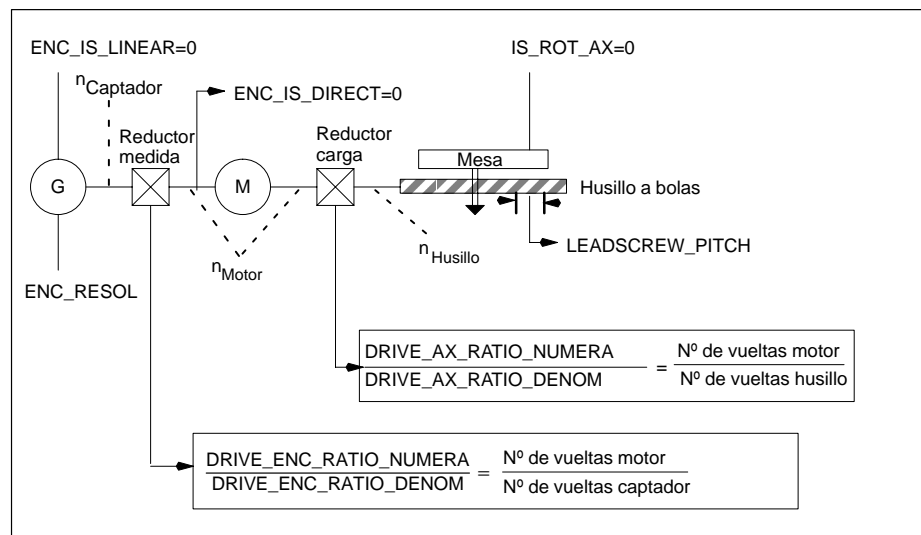 ENC_IS_LINEAR=0
IS_ROT_AX=0
nCaptador
ENC_IS_DIRECT=0
Reductor
medida
Reductor
carga
Mesa
G
M
Husillo a bolas
nMotor
nHusillo
LEADSCREW_PITCH
ENC_RESOL
DRIVE_AX_RATIO_NUMERA
DRIVE_AX_RATIO_DENOM
=
Nº de vueltas motor
Nº de vueltas husillo
DRIVE_ENC_RATIO_NUMERA
DRIVE_ENC_RATIO_DENOM
=
Nº de vueltas motor
Nº de vueltas captador